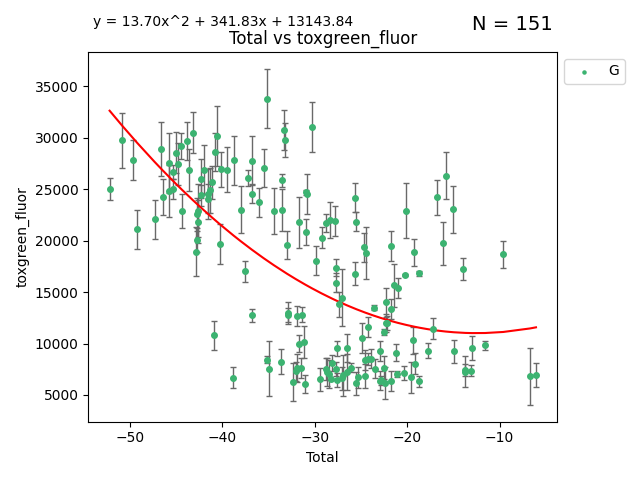 y = 13.70x^2 + 341.83x + 13143.84
N = 151
Total vs toxgreen_fluor
G
toxgreen_fluor
35000
30000
25000
20000
15000
10000
5000
−50 −40 −30 −20 −10
Total